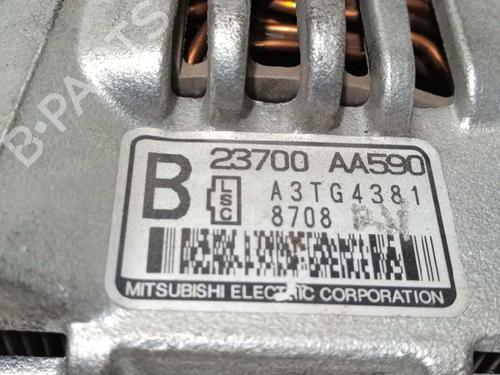 B-PARTS
B 23700 AA590
LSC A3TG4381
8708
MITSUBISHI ELECTRIC CORPORATION